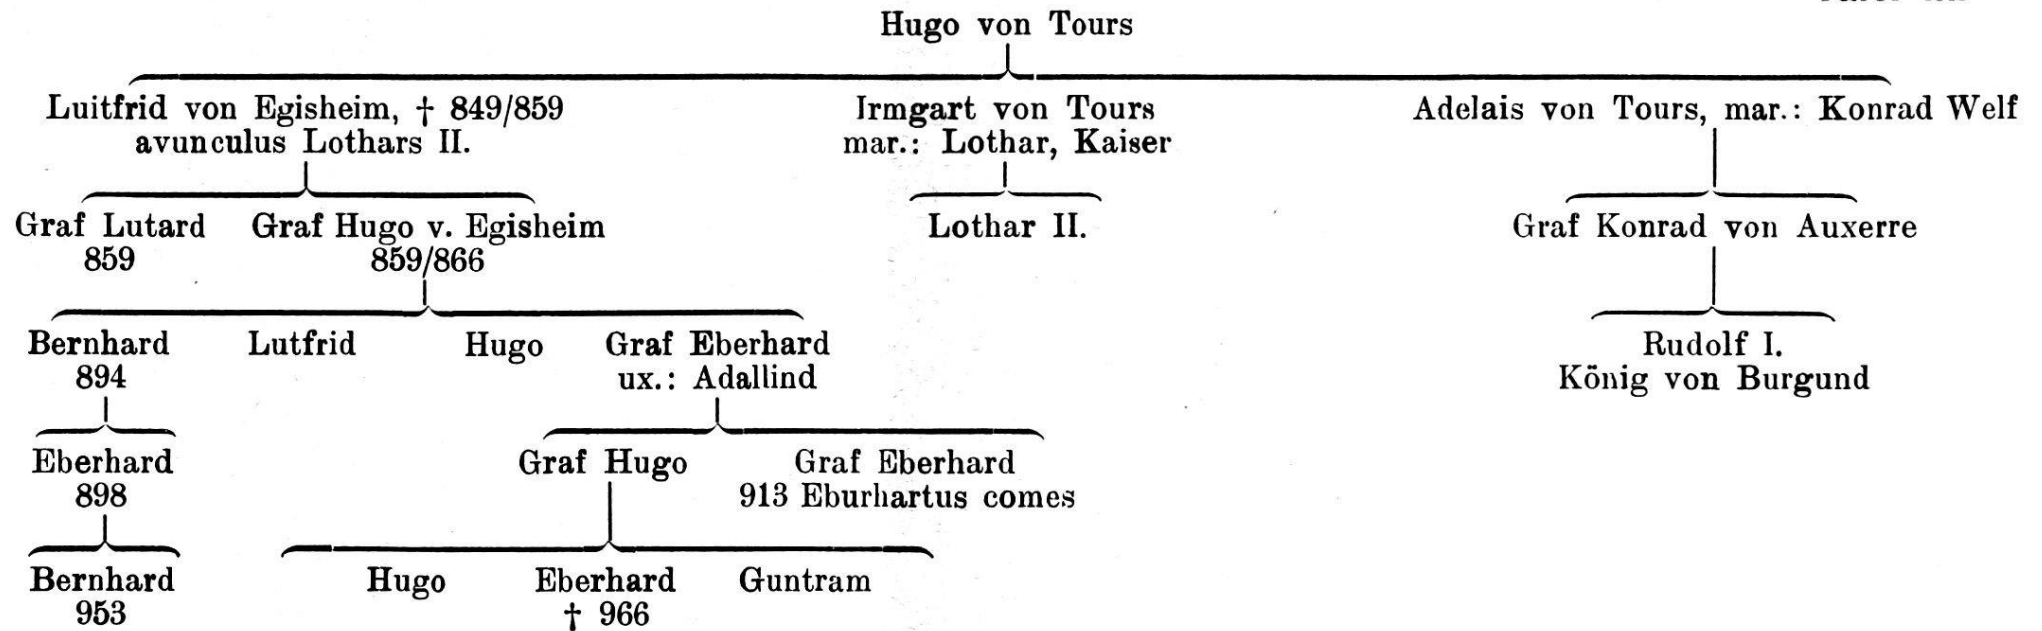 Hugo von Tours
Luitfrid von Egisheim, † 849/859
avunculus Lothars II.
Irmgart von Tours
mar.: Lothar, Kaiser
Adelais von Tours, mar.: Konrad Welf
Graf Lutard
859
Graf Hugo v. Egisheim
859/866
Lothar II.
Graf Konrad von Auxerre
Bernhard
894
Lutfrid
Hugo
Graf Eberhard
ux.: Adallind
Rudolf I.
König von Burgund
Eberhard
898
Graf Hugo
Graf Eberhard
913 Eburhartus comes
Bernhard
953
Hugo
Eberhard
† 966
Guntram